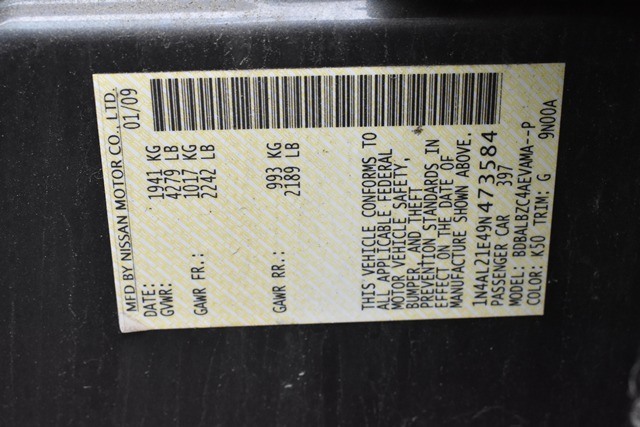 MFD BY NISSAN MOTOR CO., LTD.
DATE: 01/09
GVWR: 1941 KG
4279 LB
GAWR FR.: 1017 KG
2242 LB
GAWR RR.: 993 KG
2189 LB
THIS VEHICLE CONFORMS TO
ALL APPLICABLE FEDERAL
MOTOR VEHICLE SAFETY,
BUMPER, AND THEFT
PREVENTION STANDARDS IN
EFFECT ON THE DATE OF
MANUFACTURE SHOWN ABOVE.
1N4AL21E49N473584
PASSENGER CAR 397
MODEL: BDBALBZC4AEVAMA--P
COLOR: K50 TRIM: G 9N00A